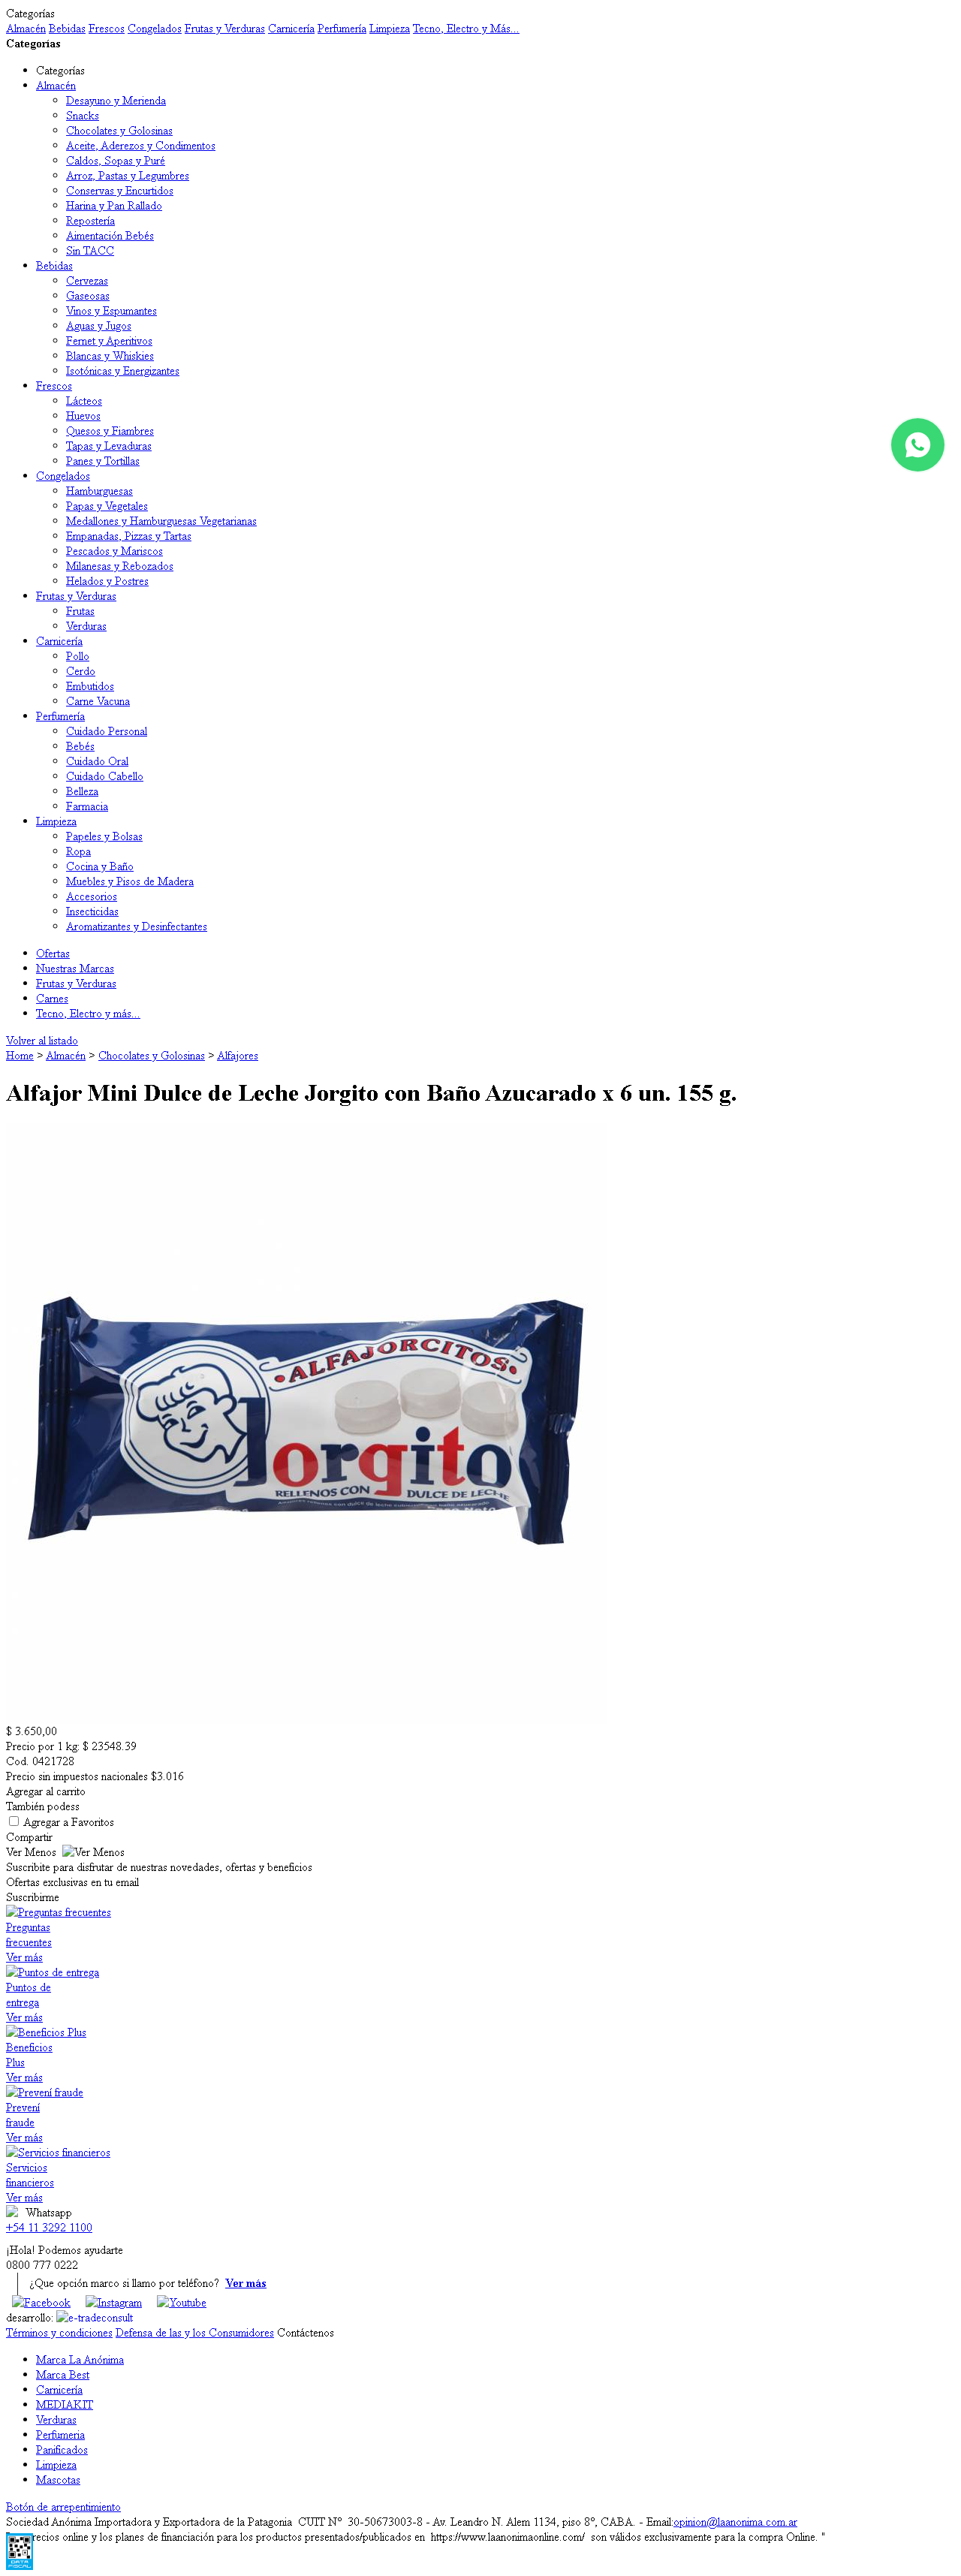 Categorías
Almacén Bebidas Frescos Congelados Frutas y Verduras Carnicería Perfumería Limpieza Tecno, Electro y Más...
Categorías
Categorías
Almacén
Desayuno y Merienda
Snacks
Chocolates y Golosinas
Aceite, Aderezos y Condimentos
Caldos, Sopas y Puré
Arroz, Pastas y Legumbres
Conservas y Encurtidos
Harina y Pan Rallado
Repostería
Aimentación Bebés
Sin TACC
Bebidas
Cervezas
Gaseosas
Vinos y Espumantes
Aguas y Jugos
Fernet y Aperitivos
Blancas y Whiskies
Isotónicas y Energizantes
Frescos
Lácteos
Huevos
Quesos y Fiambres
Tapas y Levaduras
Panes y Tortillas
Congelados
Hamburguesas
Papas y Vegetales
Medallones y Hamburguesas Vegetarianas
Empanadas, Pizzas y Tartas
Pescados y Mariscos
Milanesas y Rebozados
Helados y Postres
Frutas y Verduras
Frutas
Verduras
Carnicería
Pollo
Cerdo
Embutidos
Carne Vacuna
Perfumería
Cuidado Personal
Bebés
Cuidado Oral
Cuidado Cabello
Belleza
Farmacia
Limpieza
Papeles y Bolsas
Ropa
Cocina y Baño
Muebles y Pisos de Madera
Accesorios
Insecticidas
Aromatizantes y Desinfectantes
Ofertas
Nuestras Marcas
Frutas y Verduras
Carnes
Tecno, Electro y más...
Volver al listado
Home > Almacén > Chocolates y Golosinas > Alfajores
Alfajor Mini Dulce de Leche Jorgito con Baño Azucarado x 6 un. 155 g.
ALFAJORCITOS
Jorgito
RELLENOS CON DULCE DE LECHE
$ 3.650,00
Precio por 1 kg: $ 23548.39
Cod. 0421728
Precio sin impuestos nacionales $3.016
Agregar al carrito
También podess
Agregar a Favoritos
Compartir
Ver Menos Ver Menos
Suscribite para disfrutar de nuestras novedades, ofertas y beneficios
Ofertas exclusivas en tu email
Suscribirme
Preguntas frecuentes
Preguntas
frecuentes
Ver más
Puntos de entrega
Puntos de
entrega
Ver más
Beneficios Plus
Beneficios
Plus
Ver más
Prevení fraude
Prevení
fraude
Ver más
Servicios financieros
Servicios
financieros
Ver más
Whatsapp
+54 11 3292 1100
¡Hola! Podemos ayudarte
0800 777 0222
¿Que opción marco si llamo por teléfono? Ver más
Facebook Instagram Youtube
desarrollo: e-tradeconsult
Términos y condiciones Defensa de las y los Consumidores Contáctenos
Marca La Anónima
Marca Best
Carnicería
MEDIAKIT
Verduras
Perfumeria
Panificados
Limpieza
Mascotas
Botón de arrepentimiento
Sociedad Anónima Importadora y Exportadora de la Patagonia CUIT Nº 30-50673003-8 - Av. Leandro N. Alem 1134, piso 8º, CABA. - Email:opinion@laanonima.com.ar
recios online y los planes de financiación para los productos presentados/publicados en https://www.laanonimaonline.com/ son válidos exclusivamente para la compra Online. "
DATA
FISCAL